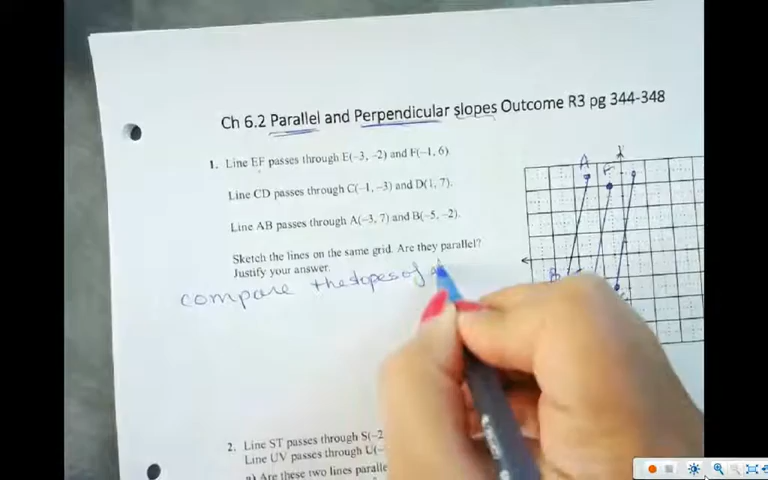 Ch 6.2 Parallel and Perpendicular slopes Outcome R3 pg 344-348
1. Line EF passes through E(-3, -2) and F(-1, 6).
Line CD passes through C(-1, -3) and D(1, 7).
Line AB passes through A(-3, 7) and B(-5, -2).
Sketch the lines on the same grid. Are they parallel?
Justify your answer.
compare the slopes of
A
F
B
2. Line ST passes through S(-2
Line UV passes through U(-
a) Are these two lines paralle